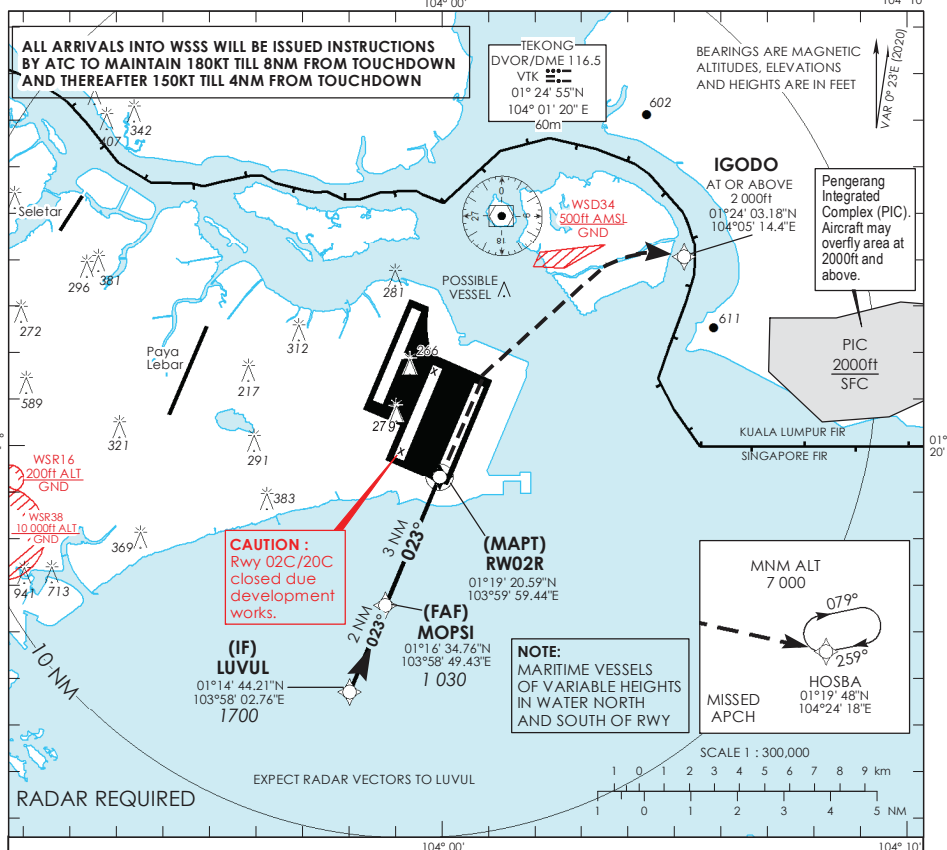 104° 00'
104° 10'
ALL ARRIVALS INTO WSSS WILL BE ISSUED INSTRUCTIONS
BY ATC TO MAINTAIN 180KT TILL 8NM FROM TOUCHDOWN
AND THEREAFTER 150KT TILL 4NM FROM TOUCHDOWN
TEKONG
DVOR/DME 116.5
VTK
01° 24' 55"N
104° 01' 20" E
60m
BEARINGS ARE MAGNETIC
ALTITUDES, ELEVATIONS
AND HEIGHTS ARE IN FEET
VAR 0° 23'E (2020)
602
407
342
IGODO
AT OR ABOVE
2 000ft
01°24' 03.18"N
104°05' 14.4"E
Pengerang
Integrated
Complex (PIC).
Aircraft may
overfly area at
2000ft and
above.
Seletar
WSD34
500ft AMSL
GND
0
9
18
27
296
381
281
POSSIBLE
VESSEL
272
312
266
611
PIC
2000ft
SFC
Paya
Lebar
217
589
279
321
291
x
x
KUALA LUMPUR FIR
SINGAPORE FIR
01°
20'
WSR16
200ft ALT
GND
WSR38
10 000ft ALT
GND
383
369
941
713
CAUTION :
Rwy 02C/20C
closed due
development
works.
3 NM
023°
(MAPT)
RW02R
01°19' 20.59"N
103°59' 59.44"E
2 NM
023°
(FAF)
MOPSI
01°16' 34.76"N
103°58' 49.43"E
1 030
(IF)
LUVUL
01°14' 44.21"N
103°58' 02.76"E
1700
10 NM
NOTE:
MARITIME VESSELS
OF VARIABLE HEIGHTS
IN WATER NORTH
AND SOUTH OF RWY
MNM ALT
7 000
079°
259°
HOSBA
01°19' 48"N
104°24' 18"E
MISSED
APCH
SCALE 1 : 300,000
1 0 1 2 3 4 5 6 7 8 9 km
1 0 1 2 3 4 5 NM
EXPECT RADAR VECTORS TO LUVUL
RADAR REQUIRED
104° 00'
104° 10'